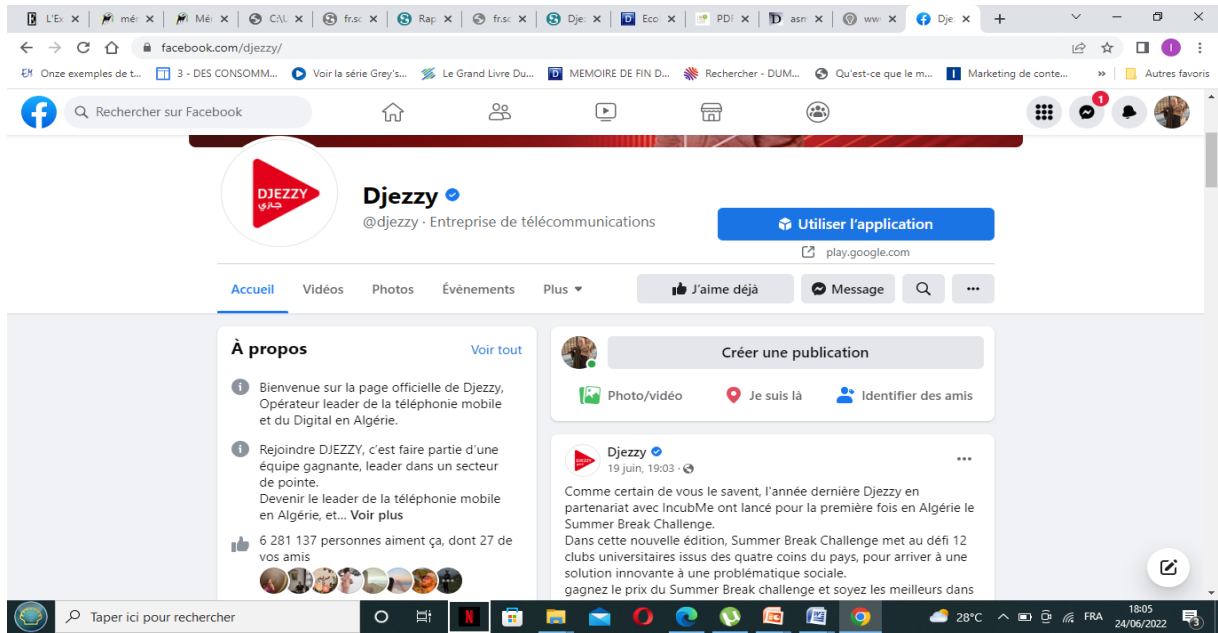 L'Ex
mém
Mém
fr.sc
Rap
fr.sc
Djez
Eco
PDF
asm
www
Dje
facebook.com/djezzy/
Onze exemples de t...
3 - DES CONSOMM...
Voir la série Grey's...
Le Grand Livre Du...
MEMOIRE DE FIN D...
Rechercher - DUM...
Qu'est-ce que le m...
Marketing de conte...
»
Autres favoris
Rechercher sur Facebook
1
DJEZZY
جازي
Djezzy
@djezzy · Entreprise de télécommunications
Utiliser l'application
play.google.com
Accueil Vidéos Photos Évènements Plus
J'aime déjà
Message
À propos
Voir tout
Bienvenue sur la page officielle de Djezzy,
Opérateur leader de la téléphonie mobile
et du Digital en Algérie.
Rejoindre DJEZZY, c'est faire partie d'une
équipe gagnante, leader dans un secteur
de pointe.
Devenir le leader de la téléphonie mobile
en Algérie, et... Voir plus
6 281 137 personnes aiment ça, dont 27 de
vos amis
Créer une publication
Photo/vidéo
Je suis là
Identifier des amis
Djezzy
19 juin, 19:03 ·
Comme certain de vous le savent, l'année dernière Djezzy en
partenariat avec IncubMe ont lancé pour la première fois en Algérie le
Summer Break Challenge.
Dans cette nouvelle édition, Summer Break Challenge met au défi 12
clubs universitaires issus des quatre coins du pays, pour arriver à une
solution innovante à une problématique sociale.
gagnez le prix du Summer Break challenge et soyez les meilleurs dans
Taper ici pour rechercher
28°C
FRA
18:05
24/06/2022
3